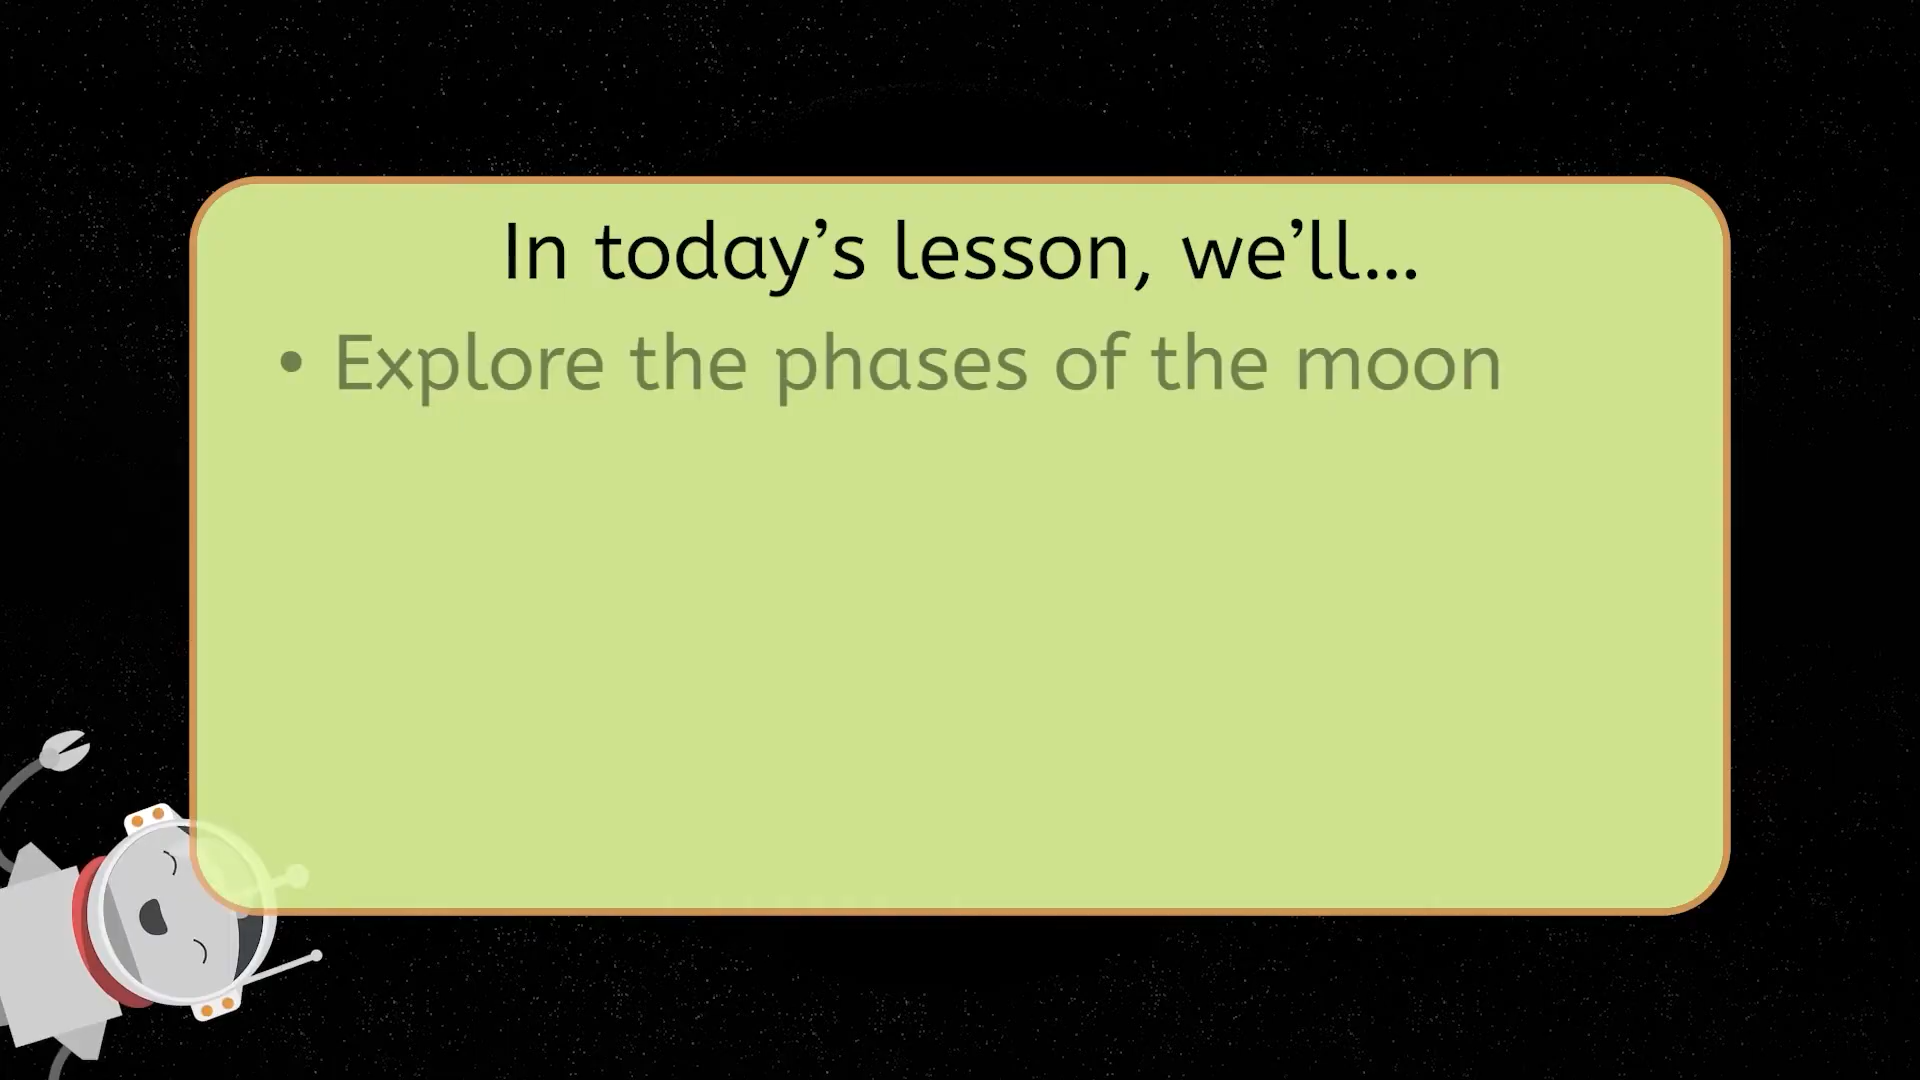 In today’s lesson, we’ll...
• Explore the phases of the moon